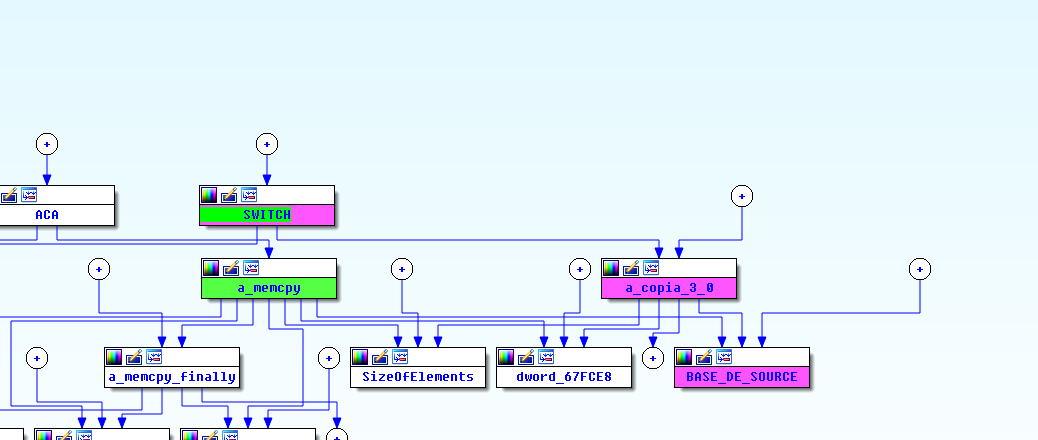 ACA
SWITCH
a_memcpy
a_copia_3_0
a_memcpy_finally
SizeOfElements
dword_67FCE8
BASE_DE_SOURCE